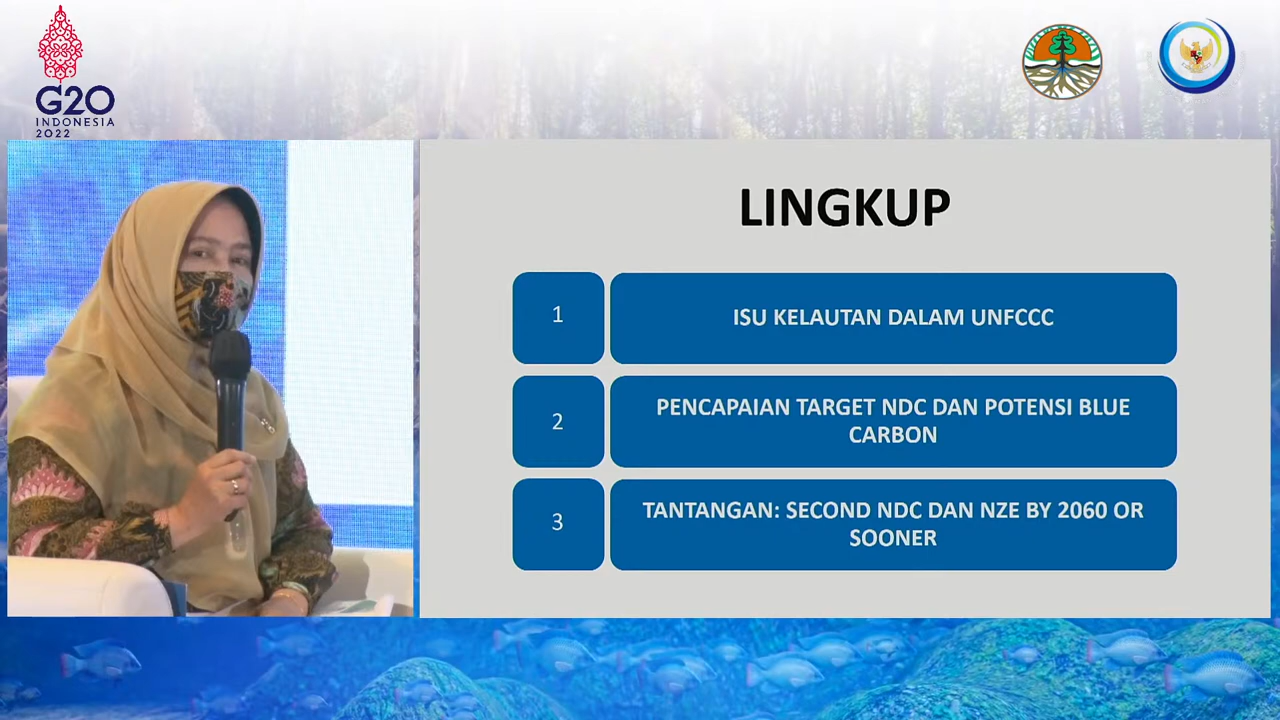 G20
INDONESIA
2022
LINGKUP
1
ISU KELAUTAN DALAM UNFCCC
2
PENCAPAIAN TARGET NDC DAN POTENSI BLUE
CARBON
3
TANTANGAN: SECOND NDC DAN NZE BY 2060 OR
SOONER